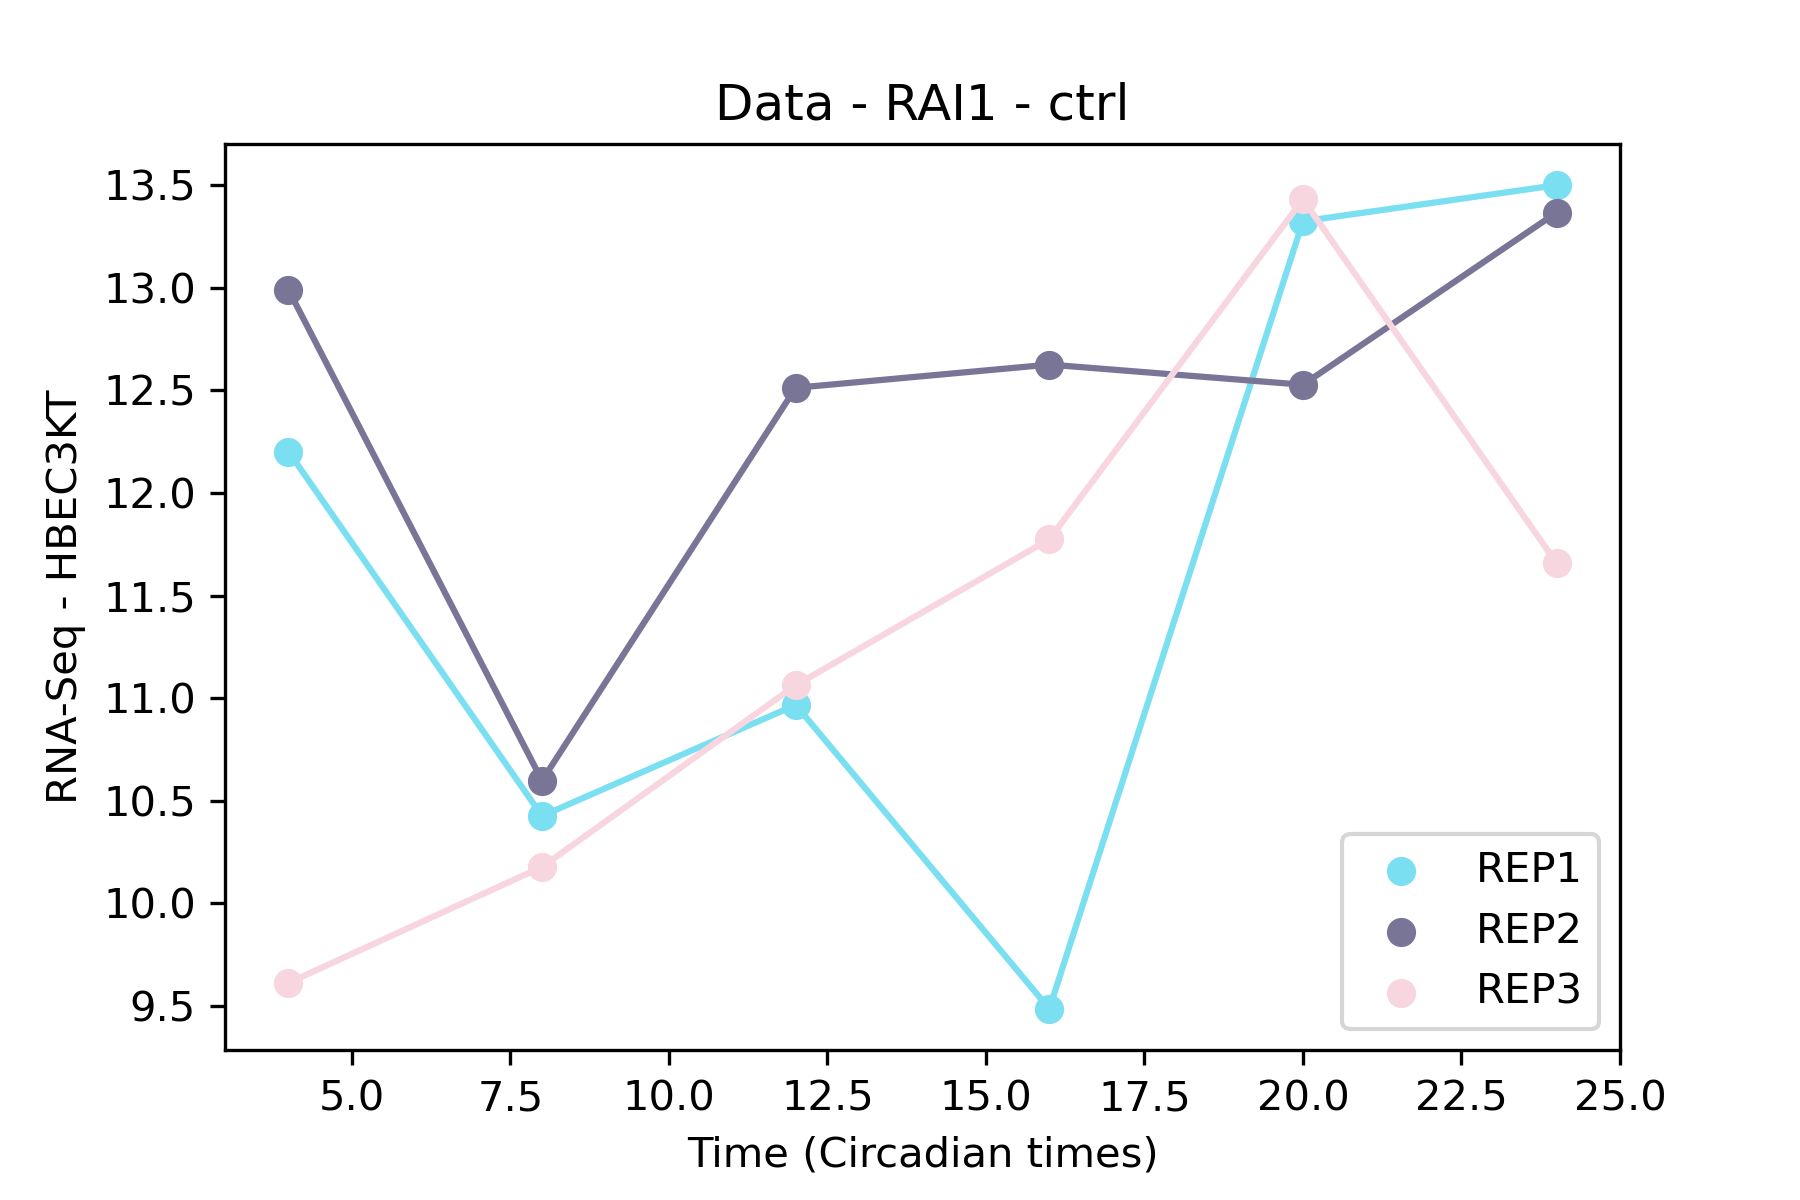 Data - RAI1 - ctrl
RNA-Seq - HBEC3KT
13.5
13.0
12.5
12.0
11.5
11.0
10.5
10.0
9.5
REP1
REP2
REP3
5.0 7.5 10.0 12.5 15.0 17.5 20.0 22.5 25.0
Time (Circadian times)